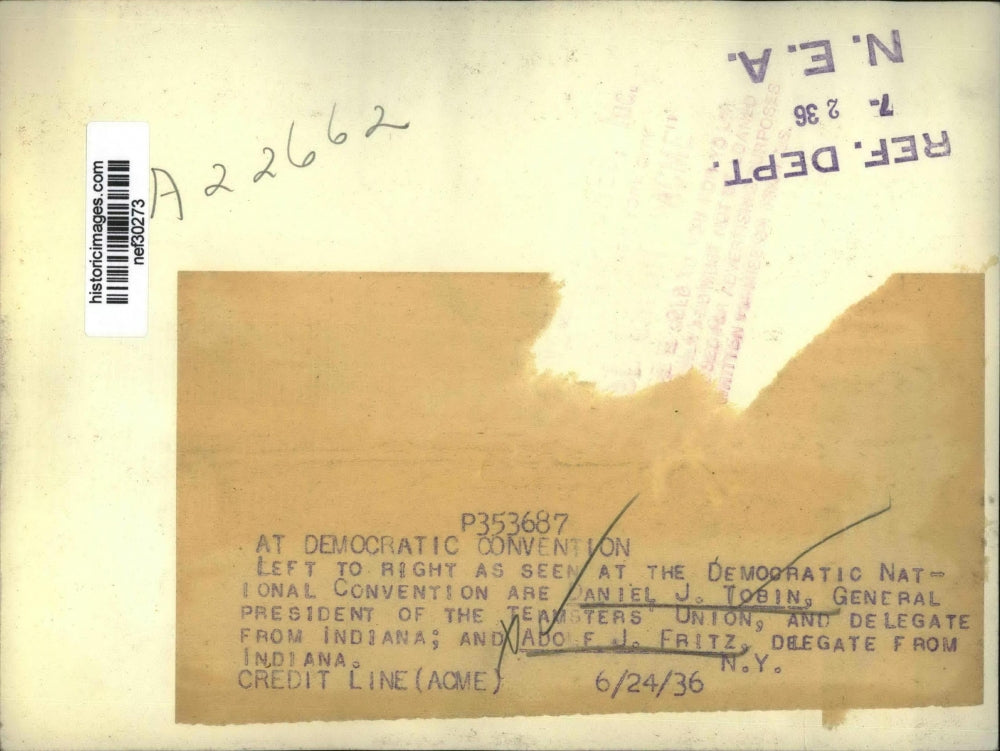 N. E. A.
7- 2 36
REF. DEPT.
A 22662
historicimages.com
nef30273
P353687
AT DEMOCRATIC CONVENTION
LEFT TO RIGHT AS SEEN AT THE DEMOCRATIC NAT-
IONAL CONVENTION ARE DANIEL J. TOBIN, GENERAL
PRESIDENT OF THE TEAMSTERS UNION, AND DELEGATE
FROM INDIANA; AND ADOLF J. FRITZ, DELEGATE FROM
INDIANA.
N.Y.
CREDIT LINE (ACME) 6/24/36